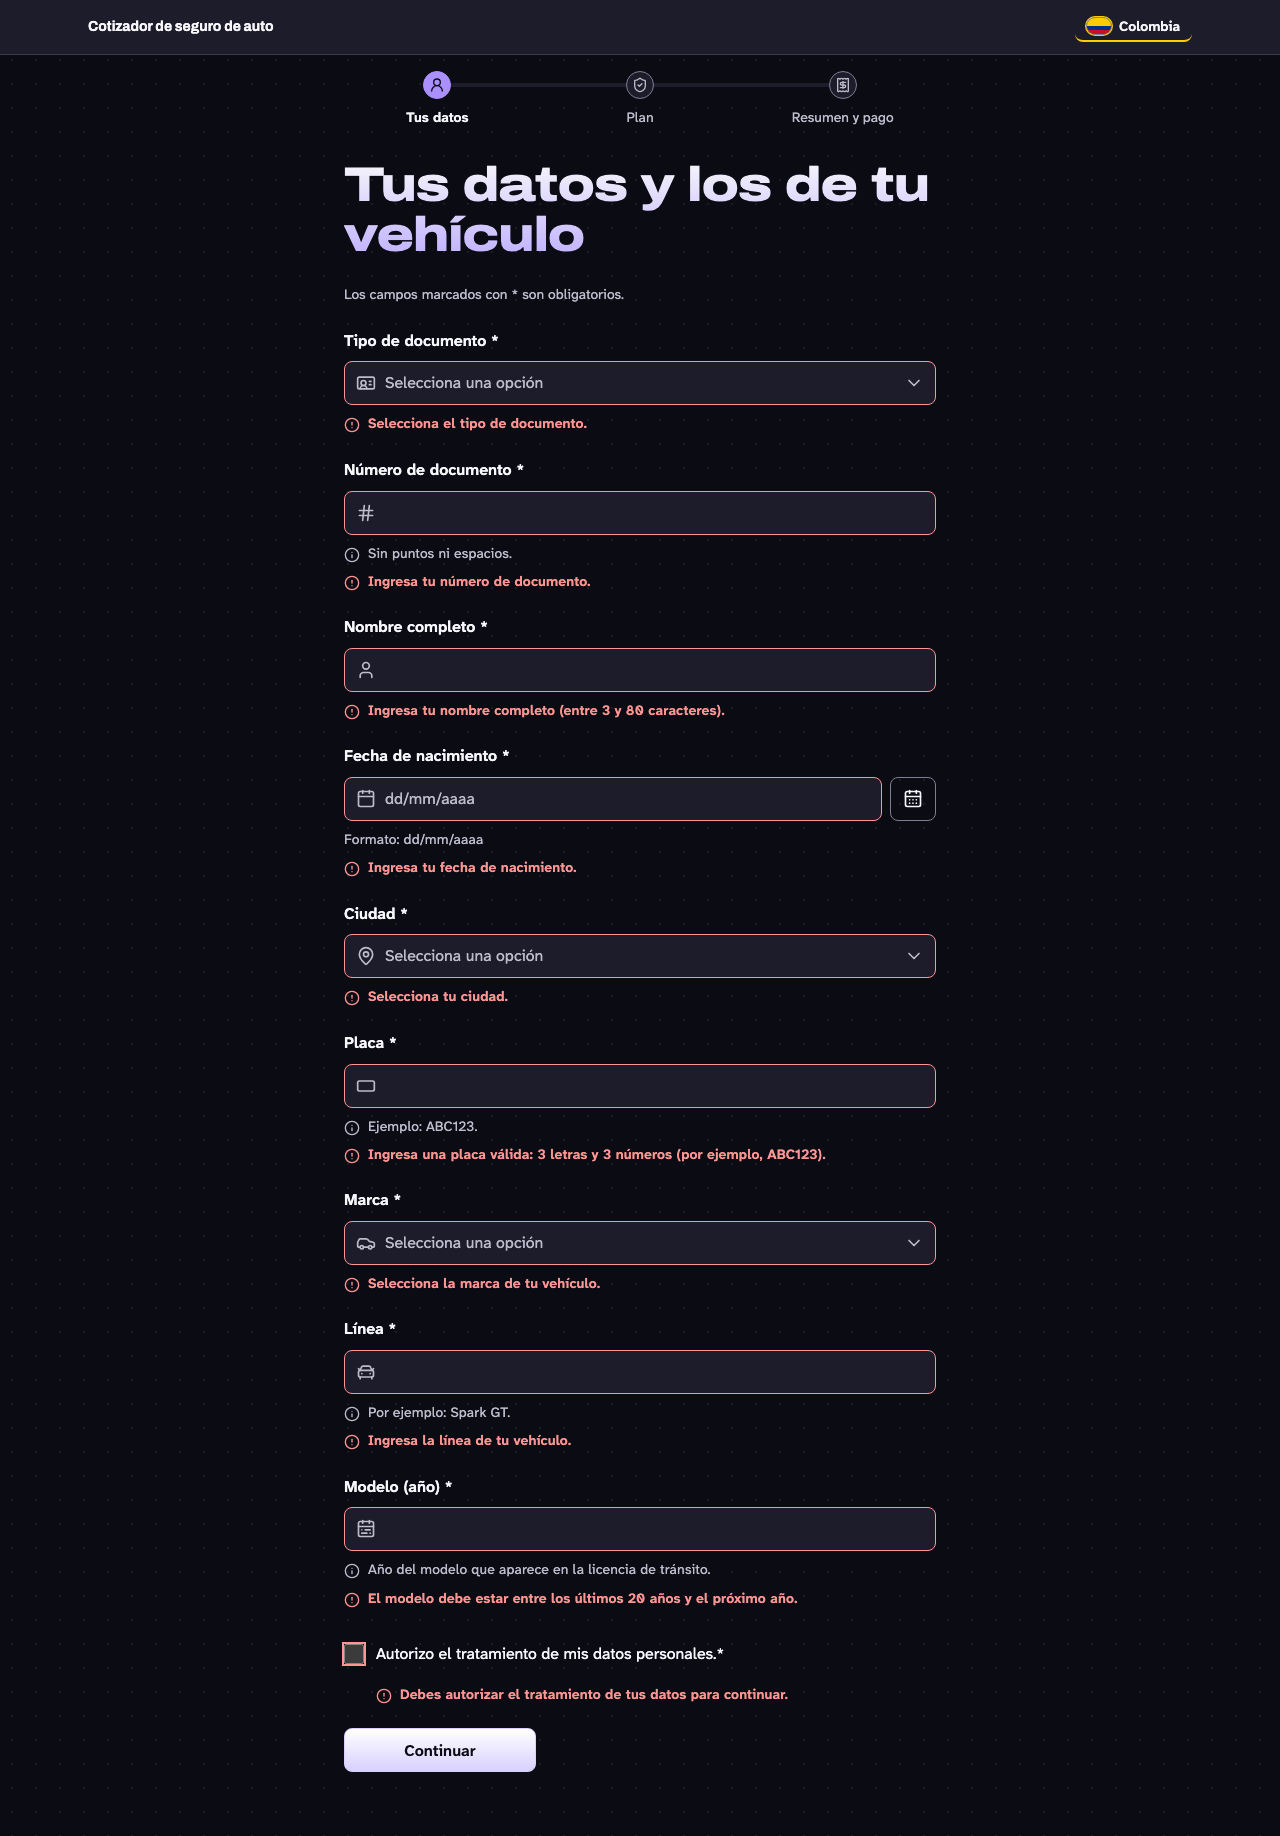 Cotizador de seguro de auto
Colombia
Tus datos
Plan
Resumen y pago
Tus datos y los de tu
vehículo
Los campos marcados con * son obligatorios.
Tipo de documento *
Selecciona una opción
Selecciona el tipo de documento.
Número de documento *
Sin puntos ni espacios.
Ingresa tu número de documento.
Nombre completo *
Ingresa tu nombre completo (entre 3 y 80 caracteres).
Fecha de nacimiento *
dd/mm/aaaa
Formato: dd/mm/aaaa
Ingresa tu fecha de nacimiento.
Ciudad *
Selecciona una opción
Selecciona tu ciudad.
Placa *
Ejemplo: ABC123.
Ingresa una placa válida: 3 letras y 3 números (por ejemplo, ABC123).
Marca *
Selecciona una opción
Selecciona la marca de tu vehículo.
Línea *
Por ejemplo: Spark GT.
Ingresa la línea de tu vehículo.
Modelo (año) *
Año del modelo que aparece en la licencia de tránsito.
El modelo debe estar entre los últimos 20 años y el próximo año.
Autorizo el tratamiento de mis datos personales.*
Debes autorizar el tratamiento de tus datos para continuar.
Continuar